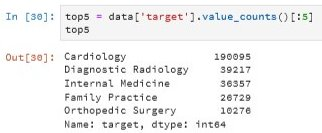 In [30]: top5 = data['target'].value_counts()[:5]
top5
Out[30]: Cardiology 190095
Diagnostic Radiology 39217
Internal Medicine 36357
Family Practice 26729
Orthopedic Surgery 10276
Name: target, dtype: int64